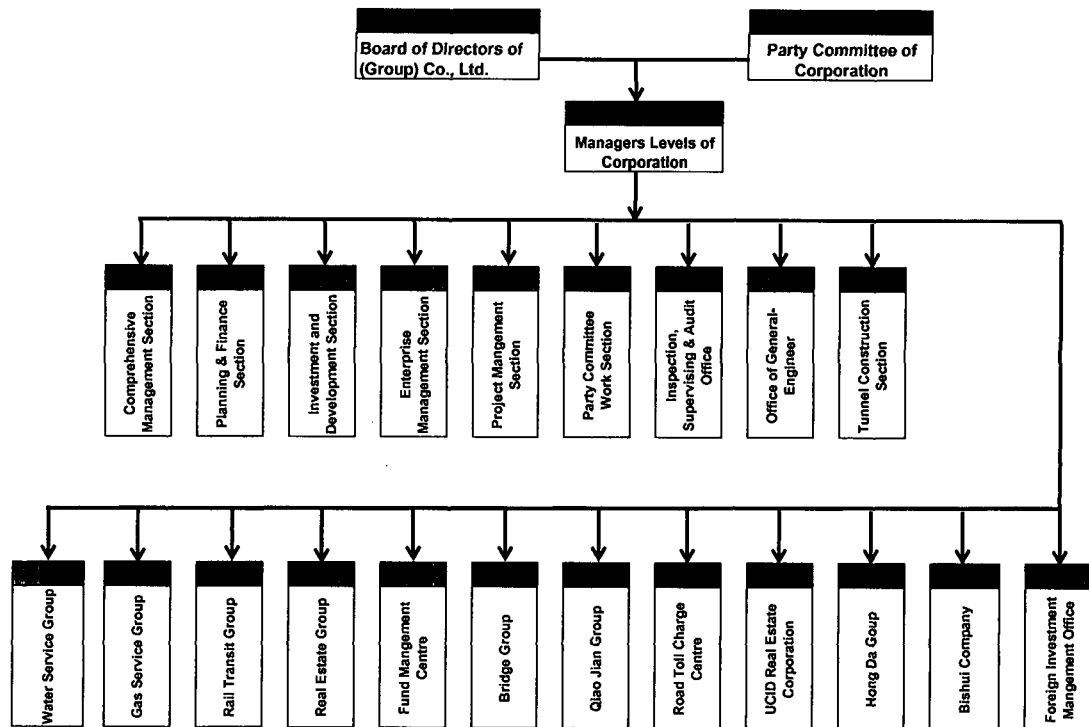 Board of Directors of
(Group) Co., Ltd.
Party Committee of
Corporation
Managers Levels of
Corporation
Comprehensive
Management Section
Planning & Finance
Section
Investment and
Development Section
Enterprise
Management Section
Project Mangement
Section
Party Committee
Work Section
Inspection,
Supervising & Audit
Office
Office of General-
Engineer
Tunnel Construction
Section
Water Service Group
Gas Service Group
Rail Transit Group
Real Estate Group
Fund Mangement
Centre
Bridge Group
Qiao Jian Group
Road Toll Charge
Centre
UCID Real Estate
Corporation
Hong Da Goup
Bishui Company
Foreign Investment
Mangement Office